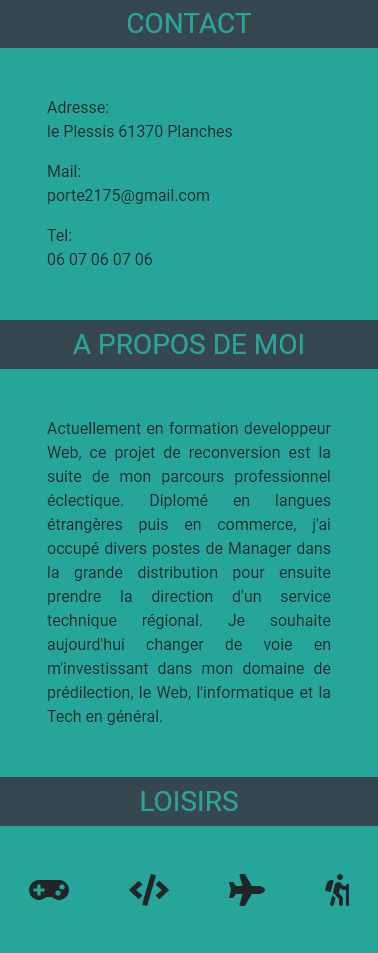 CONTACT
Adresse:
le Plessis 61370 Planches
Mail:
porte2175@gmail.com
Tel:
06 07 06 07 06
A PROPOS DE MOI
Actuellement en formation developpeur
Web, ce projet de reconversion est la
suite de mon parcours professionnel
éclectique. Diplomé en langues
étrangères puis en commerce, j'ai
occupé divers postes de Manager dans
la grande distribution pour ensuite
prendre la direction d'un service
technique régional. Je souhaite
aujourd'hui changer de voie en
m'investissant dans mon domaine de
prédilection, le Web, l'informatique et la
Tech en général.
LOISIRS